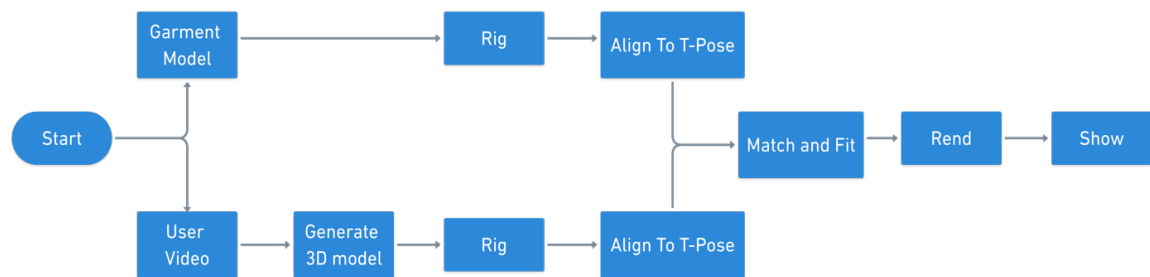 Garment
Model
Rig
Align To T-Pose
Start
Match and Fit
Rend
Show
User
Video
Generate
3D model
Rig
Align To T-Pose